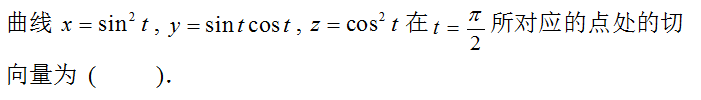 曲线 x = sin² t , y = sin t cos t , z = cos² t 在 t = π/2 所对应的点处的切
向量为 (      ).